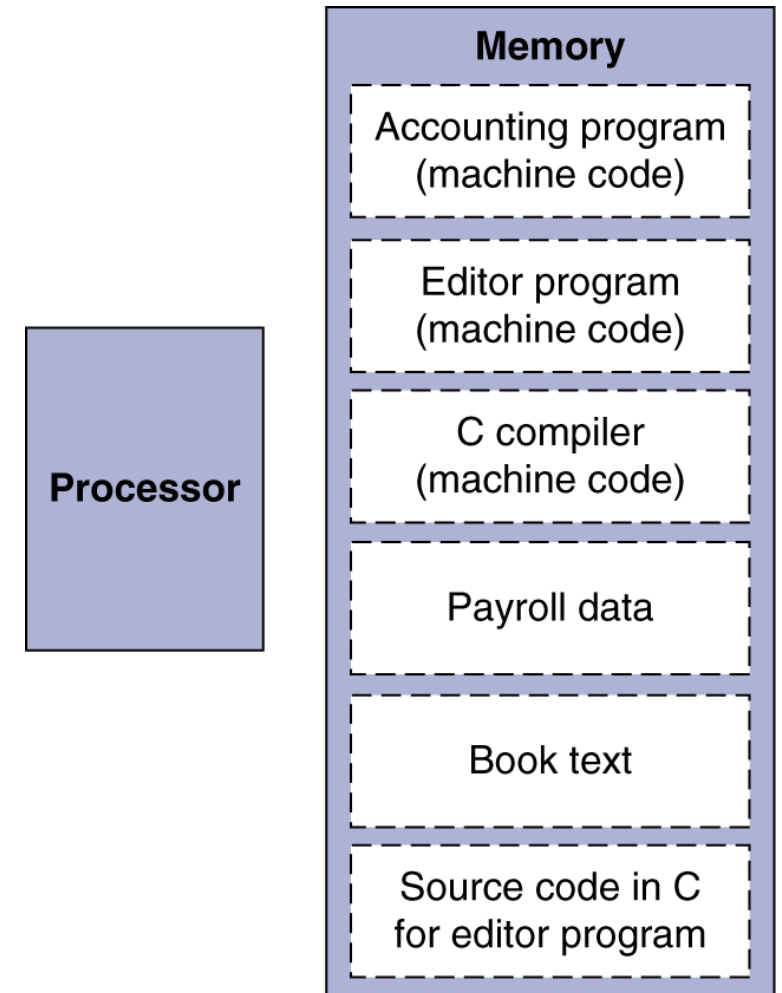 Memory
Accounting program
(machine code)
Editor program
(machine code)
C compiler
(machine code)
Processor
Payroll data
Book text
Source code in C
for editor program